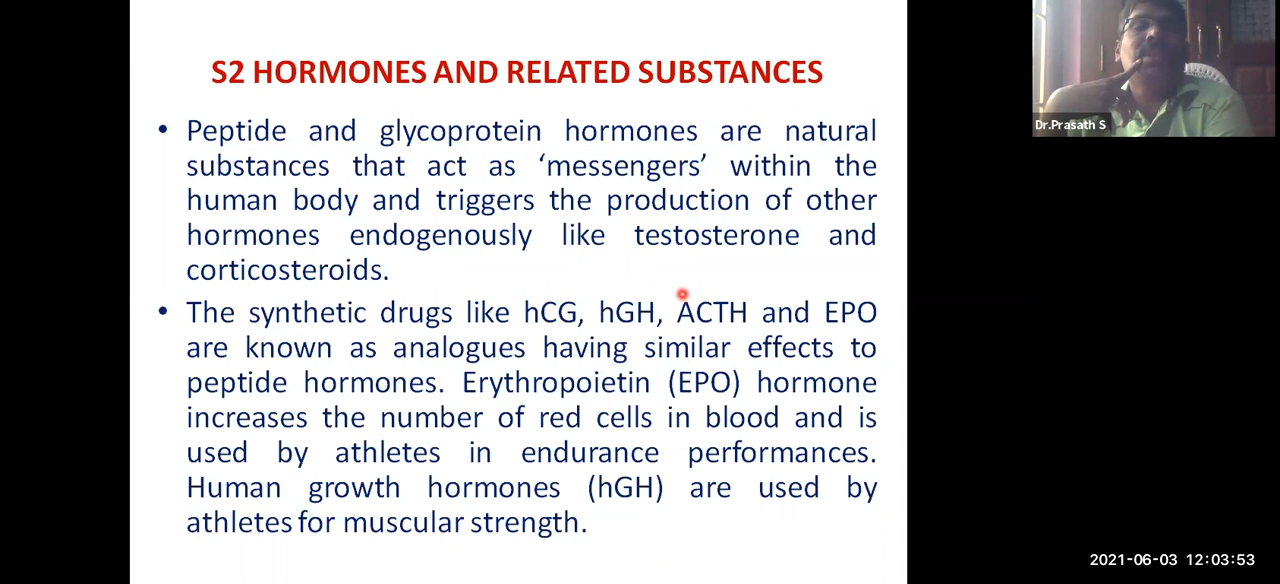 S2 HORMONES AND RELATED SUBSTANCES
• Peptide and glycoprotein hormones are natural
substances that act as ‘messengers’ within the
human body and triggers the production of other
hormones endogenously like testosterone and
corticosteroids.
• The synthetic drugs like hCG, hGH, ACTH and EPO
are known as analogues having similar effects to
peptide hormones. Erythropoietin (EPO) hormone
increases the number of red cells in blood and is
used by athletes in endurance performances.
Human growth hormones (hGH) are used by
athletes for muscular strength.
Dr.Prasath S
2021-06-03 12:03:53